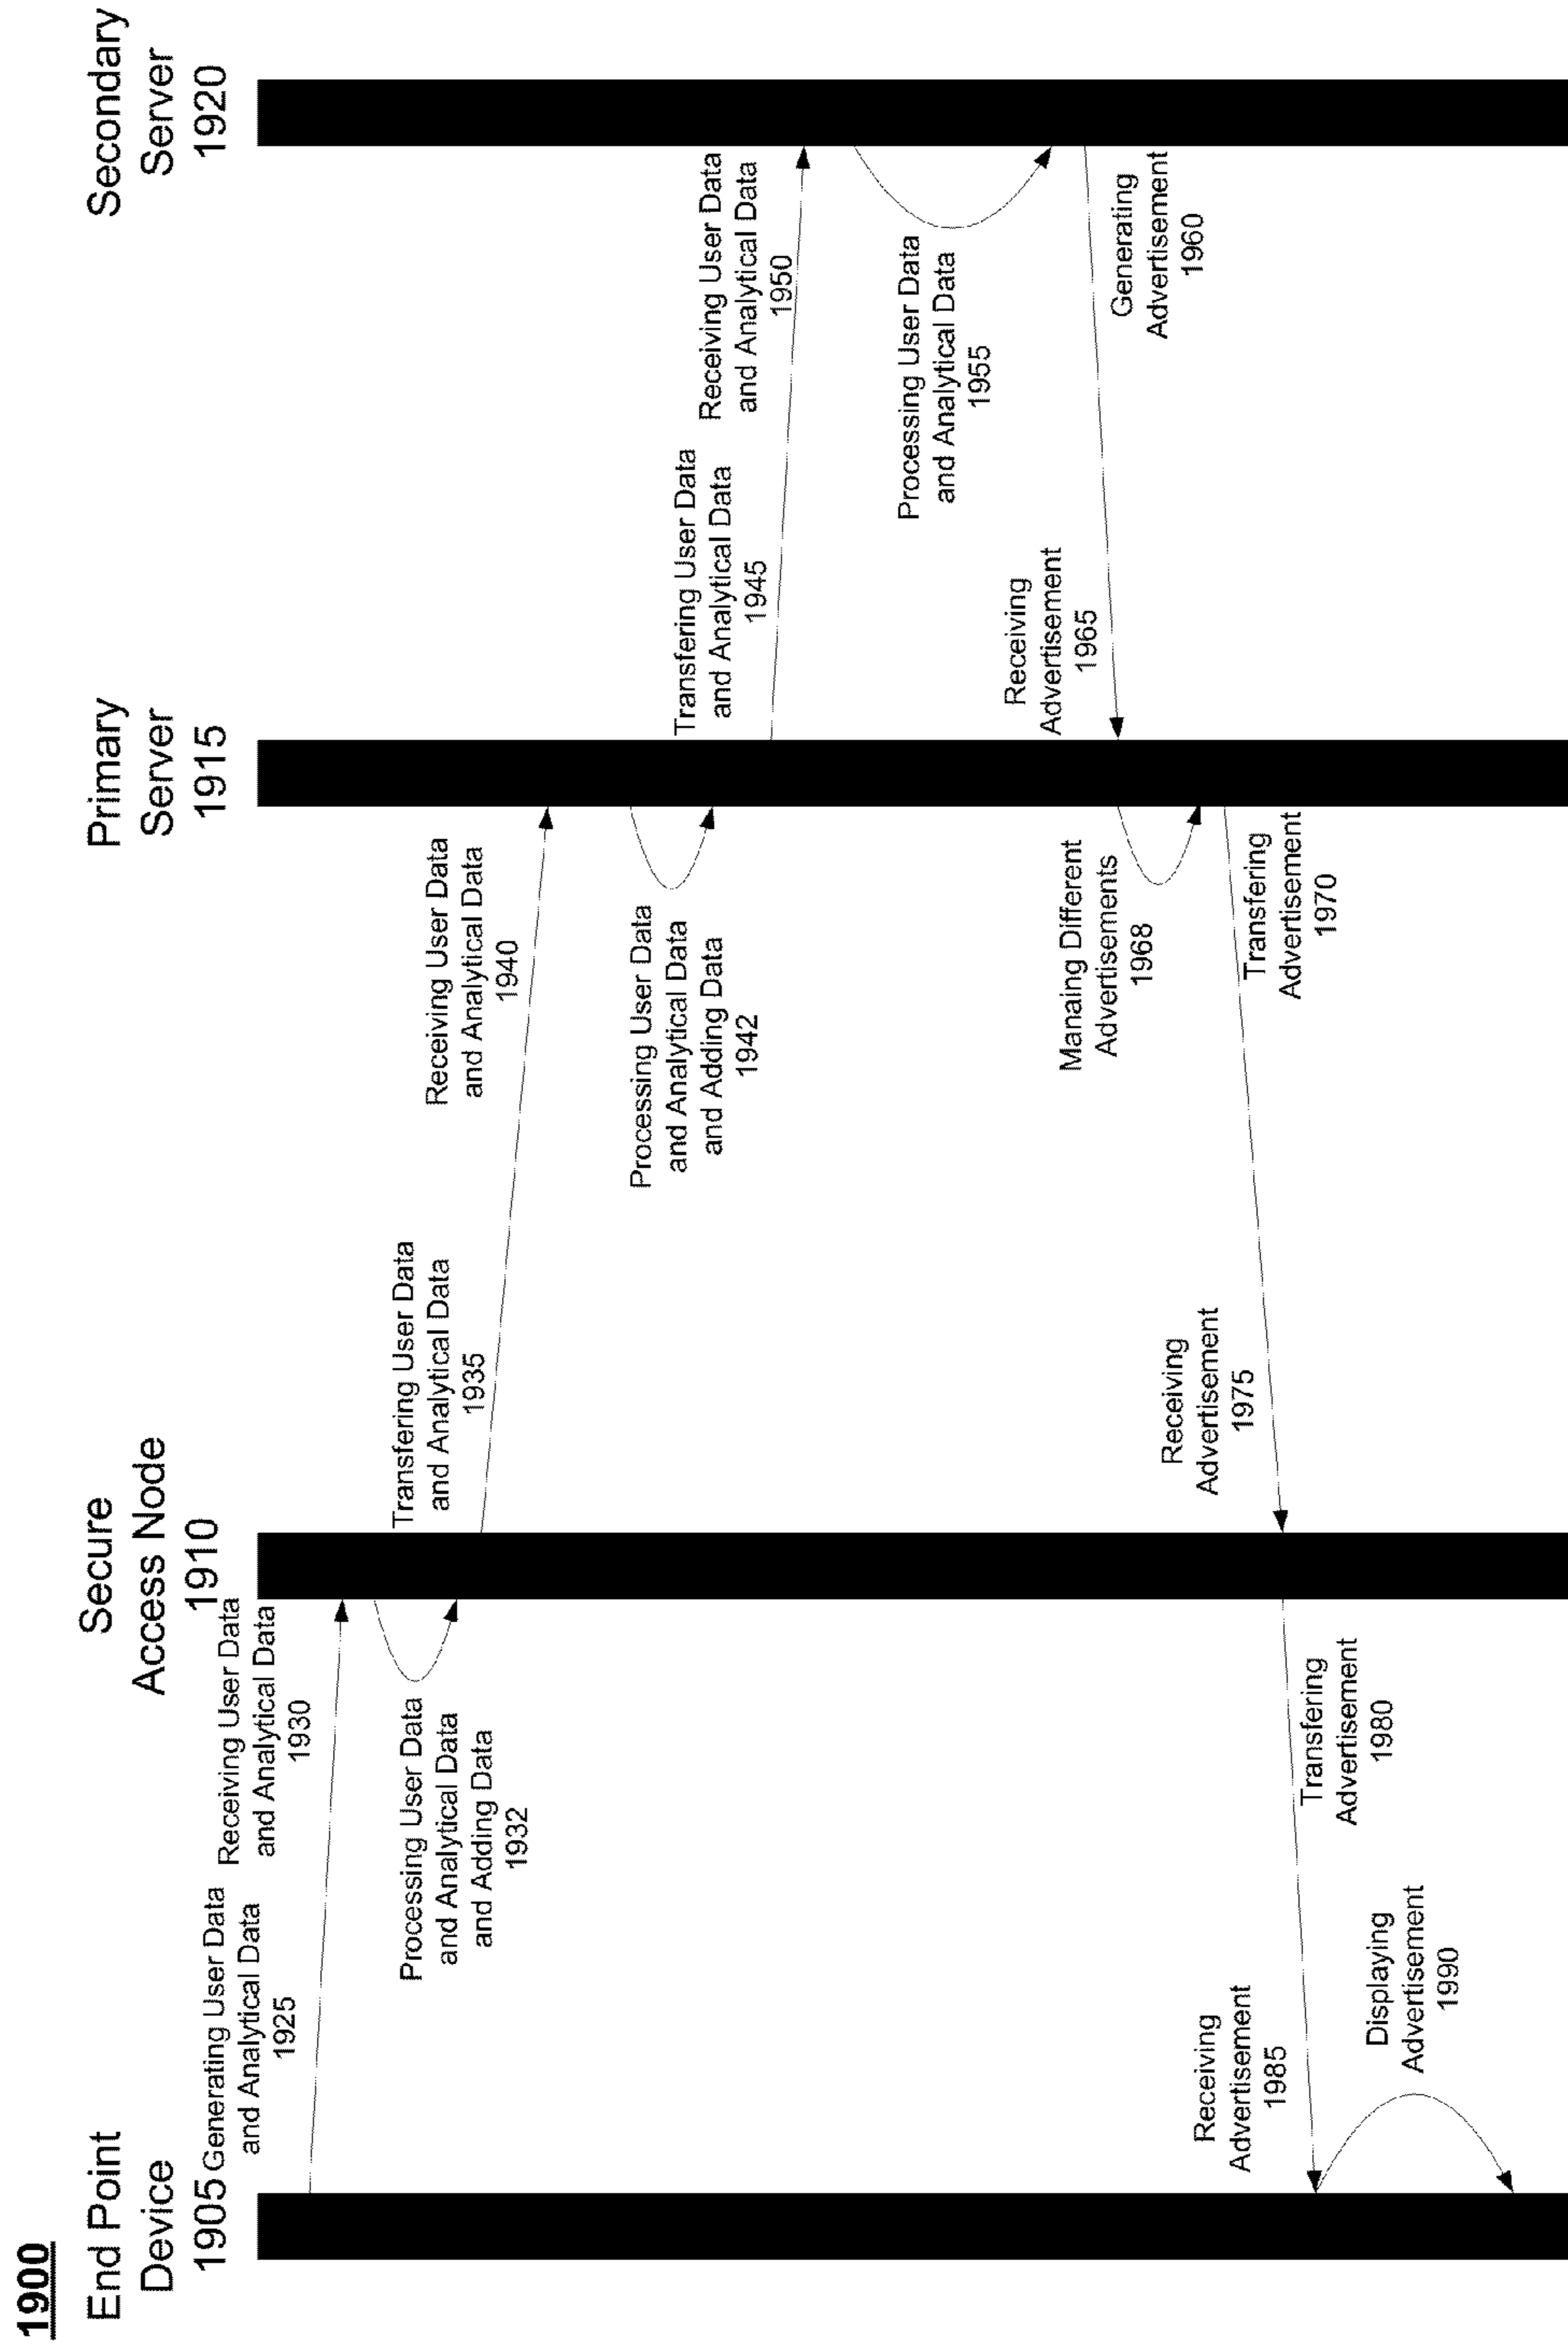 1900
End Point
Device
1905
Secure
Access Node
1910
Primary
Server
1915
Secondary
Server
1920
Generating User Data
and Analytical Data
1925
Receiving User Data
and Analytical Data
1930
Processing User Data
and Analytical Data
and Adding Data
1932
Transfering User Data
and Analytical Data
1935
Receiving User Data
and Analytical Data
1940
Processing User Data
and Analytical Data
and Adding Data
1942
Transfering User Data
and Analytical Data
1945
Receiving User Data
and Analytical Data
1950
Processing User Data
and Analytical Data
1955
Generating
Advertisement
1960
Receiving
Advertisement
1965
Manaing Different
Advertisements
1968
Transfering
Advertisement
1970
Receiving
Advertisement
1975
Transfering
Advertisement
1980
Receiving
Advertisement
1985
Displaying
Advertisement
1990